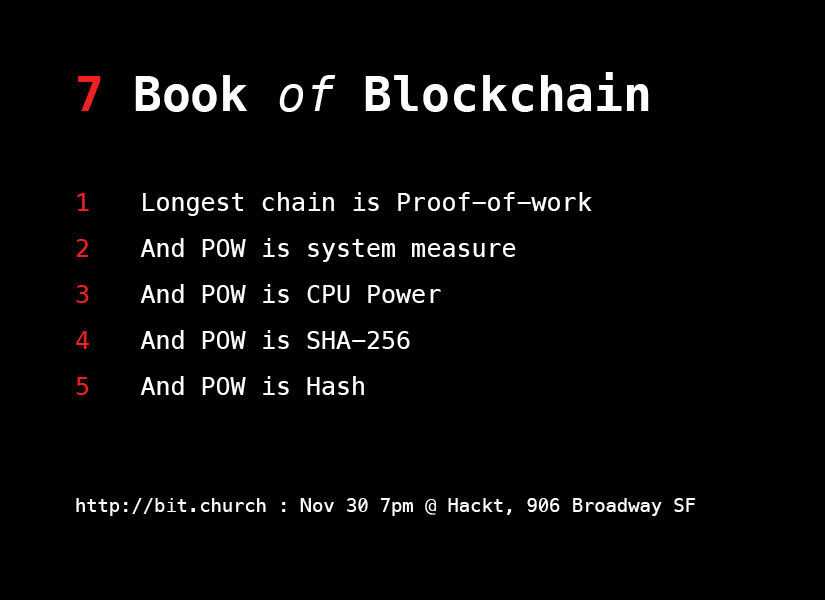 7 Book of Blockchain
1 Longest chain is Proof-of-work
2 And POW is system measure
3 And POW is CPU Power
4 And POW is SHA-256
5 And POW is Hash
http://bit.church : Nov 30 7pm @ Hackt, 906 Broadway SF